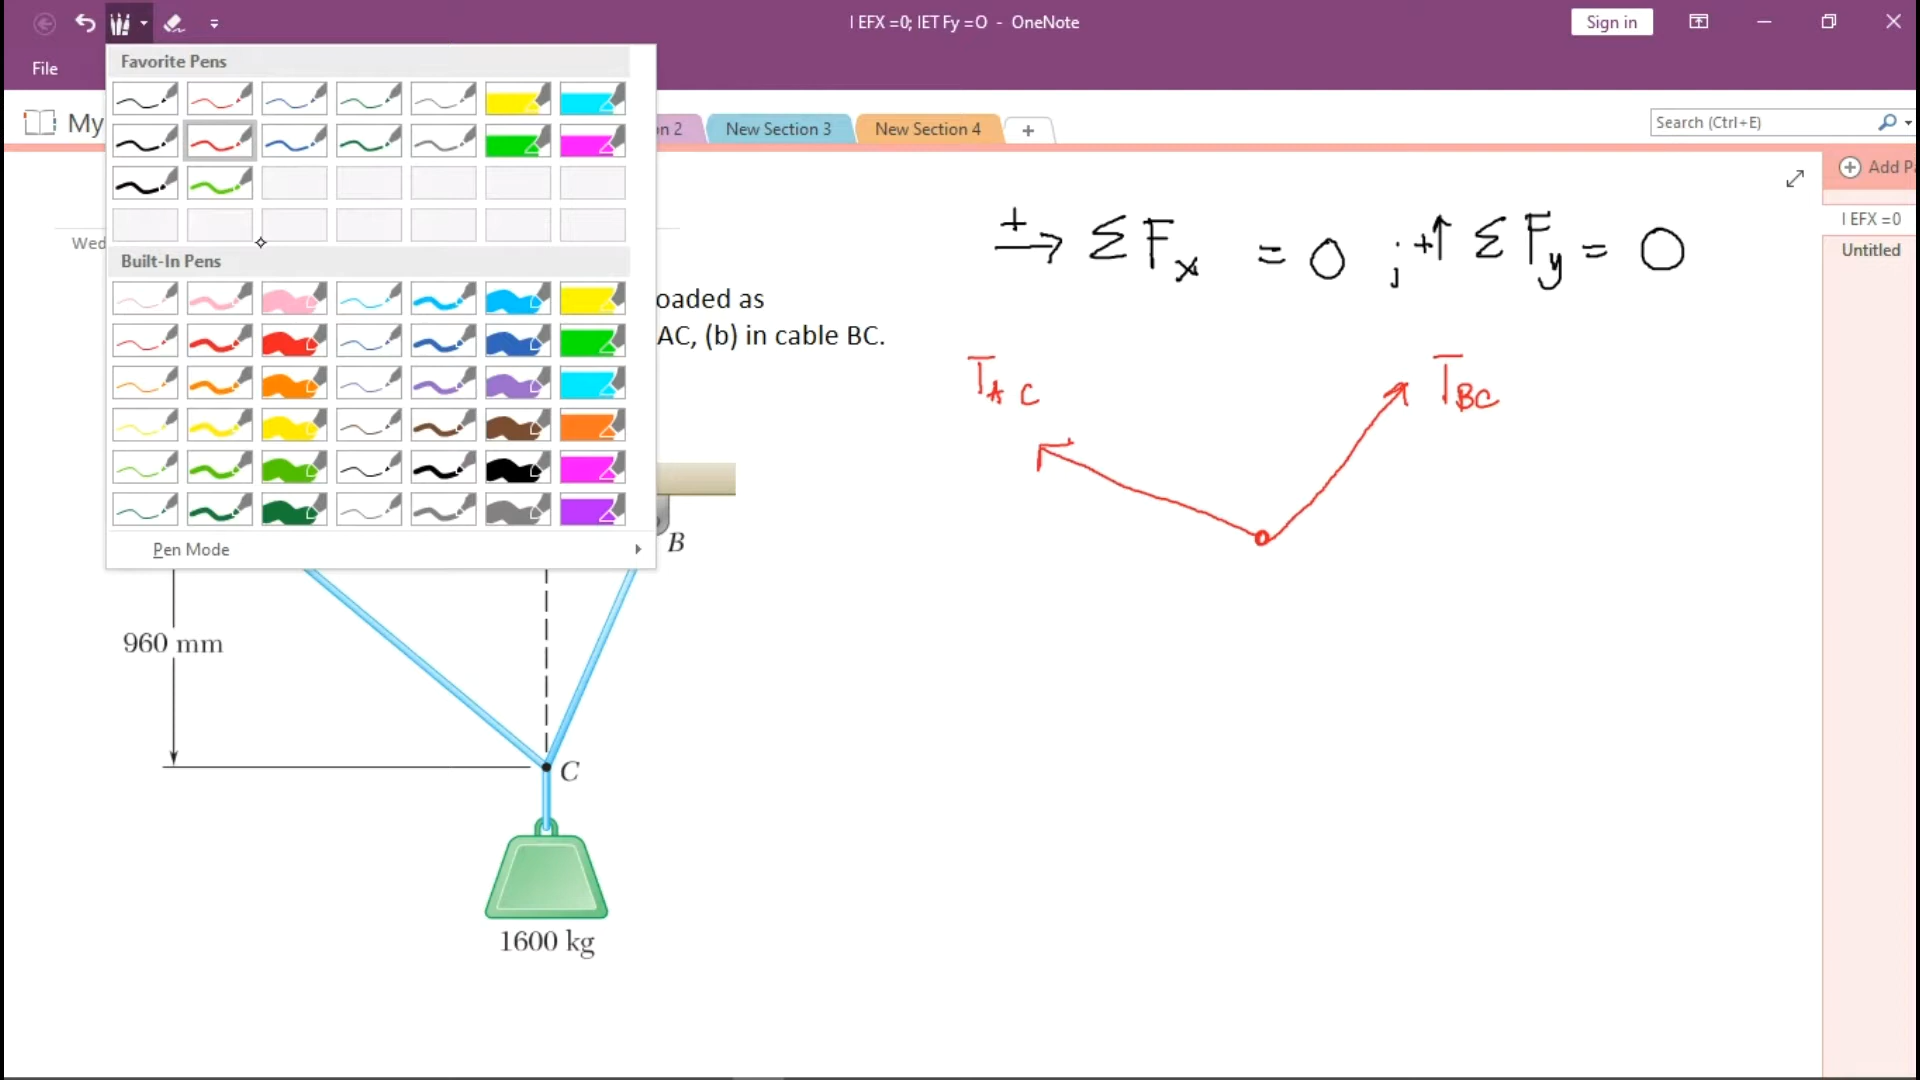 I EFX =0; IET Fy =O - OneNote
Sign in
File
Favorite Pens
My
n 2
New Section 3
New Section 4
+
Search (Ctrl+E)
Add P
I EFX =0
Untitled
Wed
Built-In Pens
+→ ΣFx = 0 ; +↑ ΣFy = 0
oaded as
AC, (b) in cable BC.
TAC
TBC
Pen Mode
B
960 mm
C
1600 kg